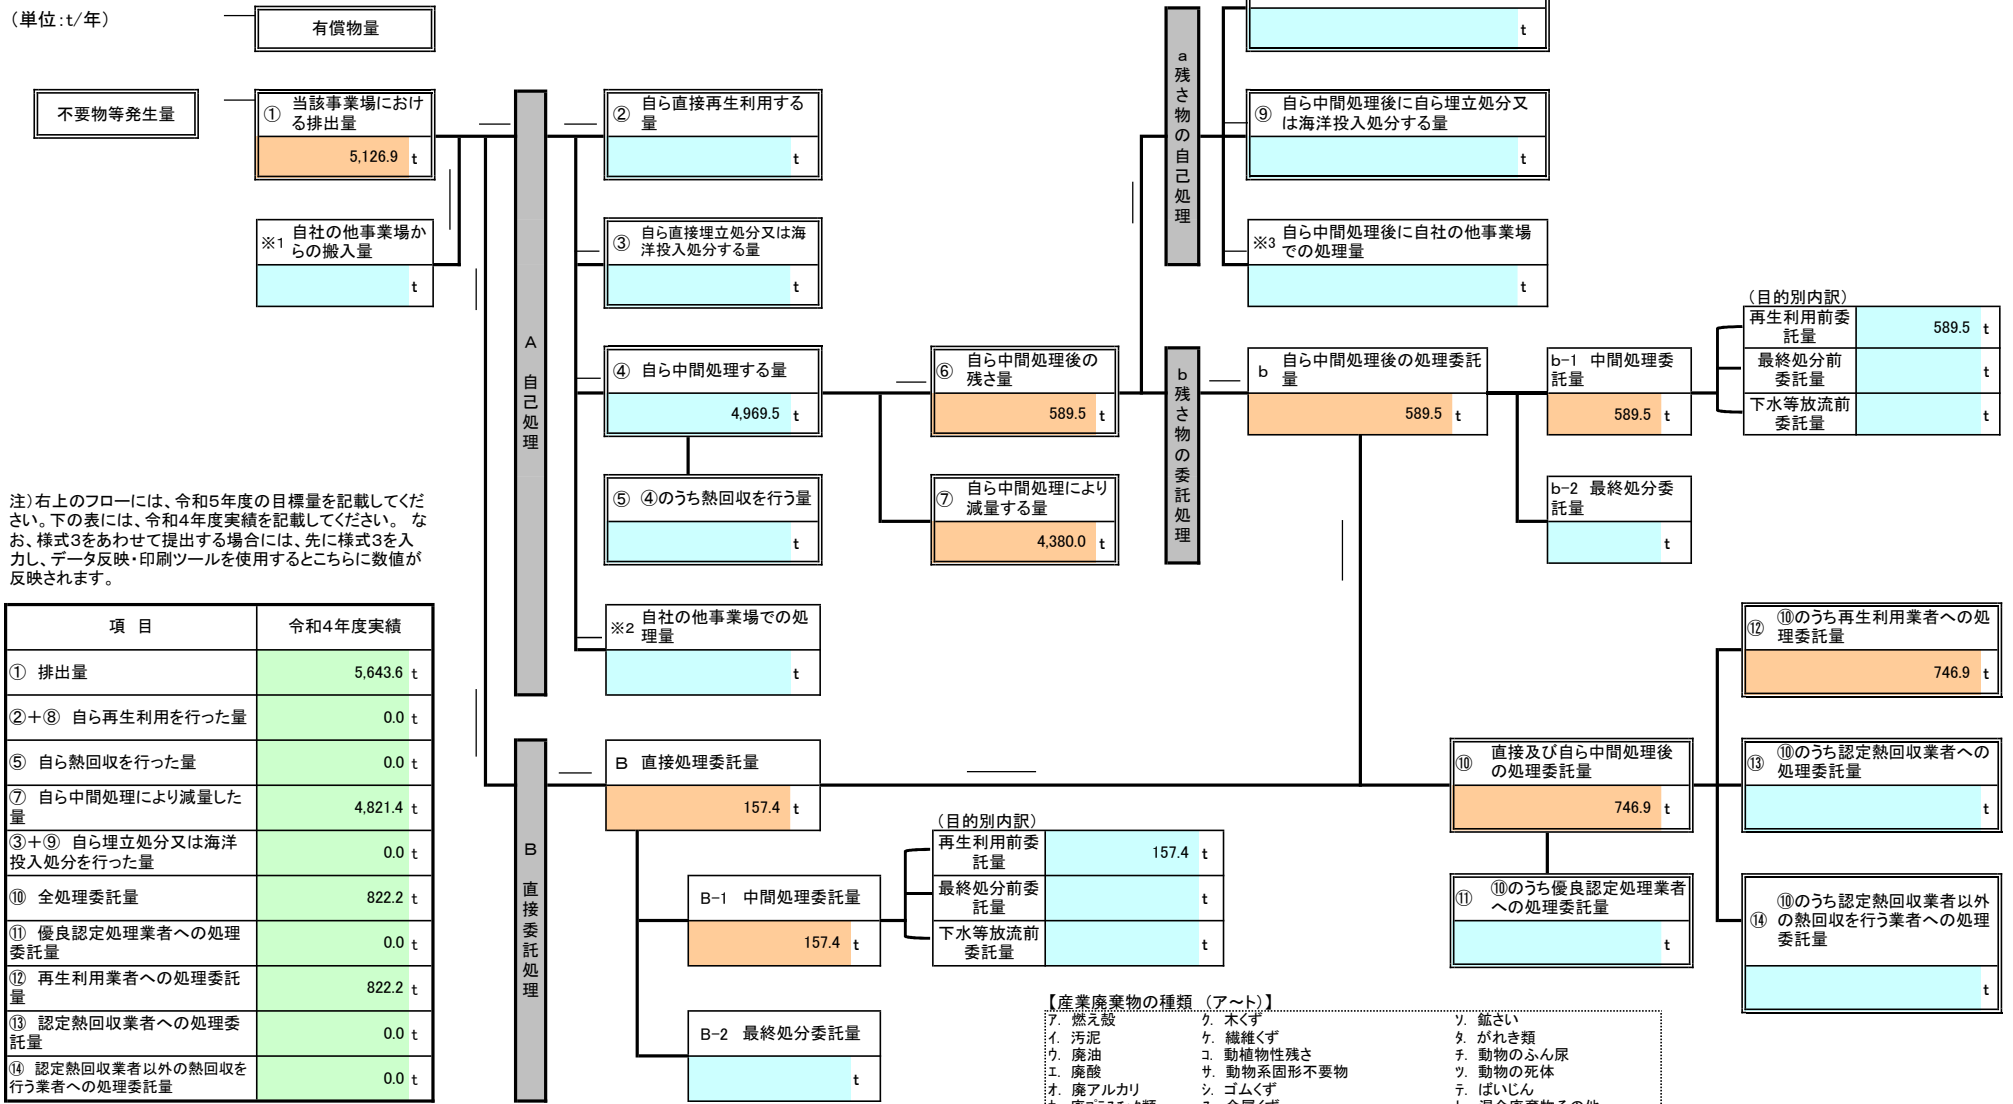 （単位:t/年）
有償物量
t
不要物等発生量
① 当該事業場におけ
る排出量
5,126.9 t
※1 自社の他事業場か
らの搬入量
t
A 自己処理
② 自ら直接再生利用する
量
t
③ 自ら直接埋立処分又は海
洋投入処分する量
t
④ 自ら中間処理する量
4,969.5 t
⑤ ④のうち熱回収を行う量
t
※2 自社の他事業場での処
理量
t
⑥ 自ら中間処理後の
残さ量
589.5 t
⑦ 自ら中間処理により
減量する量
4,380.0 t
a 残さ物の自己処理
⑨ 自ら中間処理後に自ら埋立処分又
は海洋投入処分する量
t
※3 自ら中間処理後に自社の他事業場
での処理量
t
b 残さ物の委託処理
b 自ら中間処理後の処理委託
量
589.5 t
b-1 中間処理委
託量
589.5 t
b-2 最終処分委
託量
t
（目的別内訳）
再生利用前委
託量
589.5 t
最終処分前
委託量
t
下水等放流前
委託量
t
注）右上のフローには、令和５年度の目標量を記載してくだ
さい。下の表には、令和４年度実績を記載してください。 な
お、様式３をあわせて提出する場合には、先に様式３を入
力し、データ反映・印刷ツールを使用するとこちらに数値が
反映されます。
項 目 令和４年度実績
① 排出量 5,643.6 t
②＋⑧ 自ら再生利用を行った量 0.0 t
⑤ 自ら熱回収を行った量 0.0 t
⑦ 自ら中間処理により減量した
量 4,821.4 t
③＋⑨ 自ら埋立処分又は海洋
投入処分を行った量 0.0 t
⑩ 全処理委託量 822.2 t
⑪ 優良認定処理業者への処理
委託量 0.0 t
⑫ 再生利用業者への処理委託
量 822.2 t
⑬ 認定熱回収業者への処理委
託量 0.0 t
⑭ 認定熱回収業者以外の熱回収を
行う業者への処理委託量 0.0 t
B 直接委託処理
B 直接処理委託量
157.4 t
B-1 中間処理委託量
157.4 t
B-2 最終処分委託量
t
（目的別内訳）
再生利用前委
託量
157.4 t
最終処分前委
託量
t
下水等放流前
委託量
t
⑩ 直接及び自ら中間処理後
の処理委託量
746.9 t
⑪ ⑩のうち優良認定処理業者
への処理委託量
t
⑫ ⑩のうち再生利用業者への処
理委託量
746.9 t
⑬ ⑩のうち認定熱回収業者への
処理委託量
t
⑭ ⑩のうち認定熱回収業者以外
の熱回収を行う業者への処理
委託量
t
【産業廃棄物の種類 （ア～ト）】
ア. 燃え殻 ク. 木くず ソ. 鉱さい
イ. 汚泥 ケ. 繊維くず タ. がれき類
ウ. 廃油 コ. 動植物性残さ チ. 動物のふん尿
エ. 廃酸 サ. 動物系固形不要物 ツ. 動物の死体
オ. 廃アルカリ シ. ゴムくず テ. ばいじん